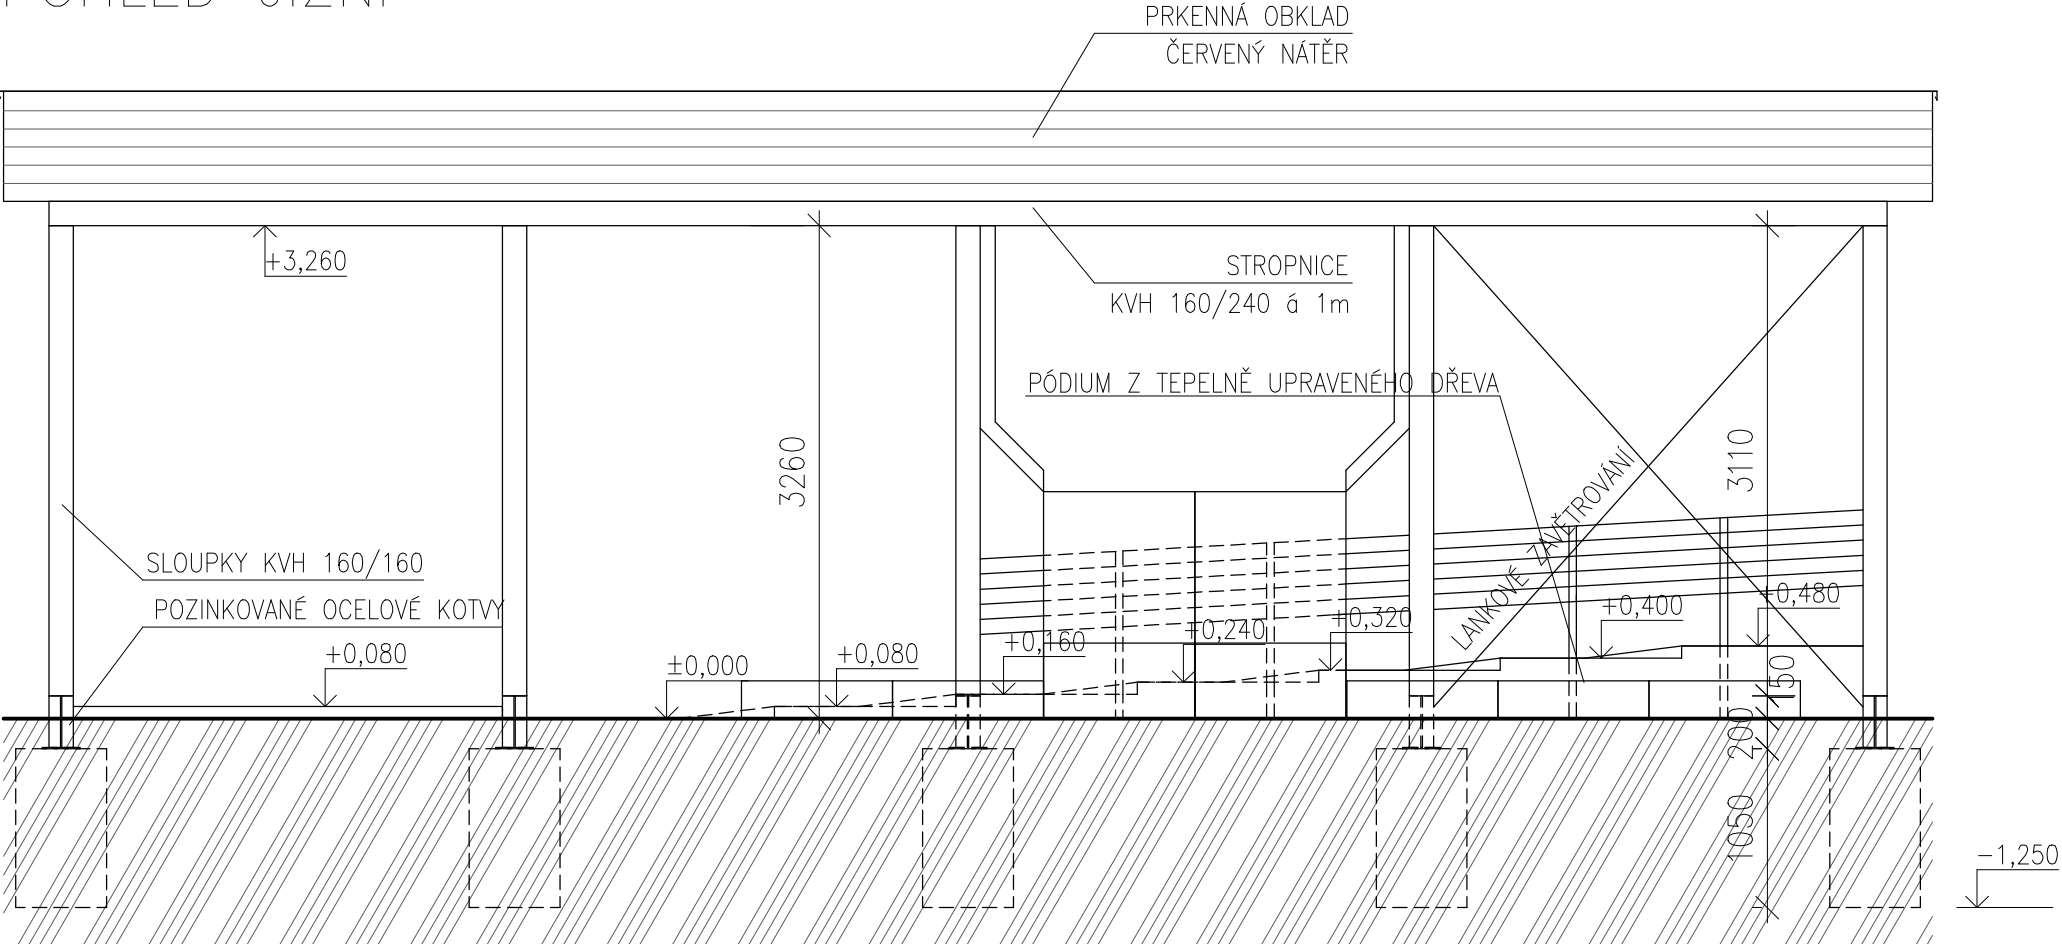 POHLED JIŽNÍ
PRKENNÁ OBKLAD
ČERVENÝ NÁTĚR
+3,260
STROPNICE
KVH 160/240 á 1m
PÓDIUM Z TEPELNĚ UPRAVENÉHO DŘEVA
3260
3110
LANKOVÉ ZAVĚTROVÁNÍ
SLOUPKY KVH 160/160
POZINKOVANÉ OCELOVÉ KOTVY
+0,080
±0,000
+0,080
+0,160
+0,240
+0,320
+0,400
+0,480
150
200
1050
-1,250